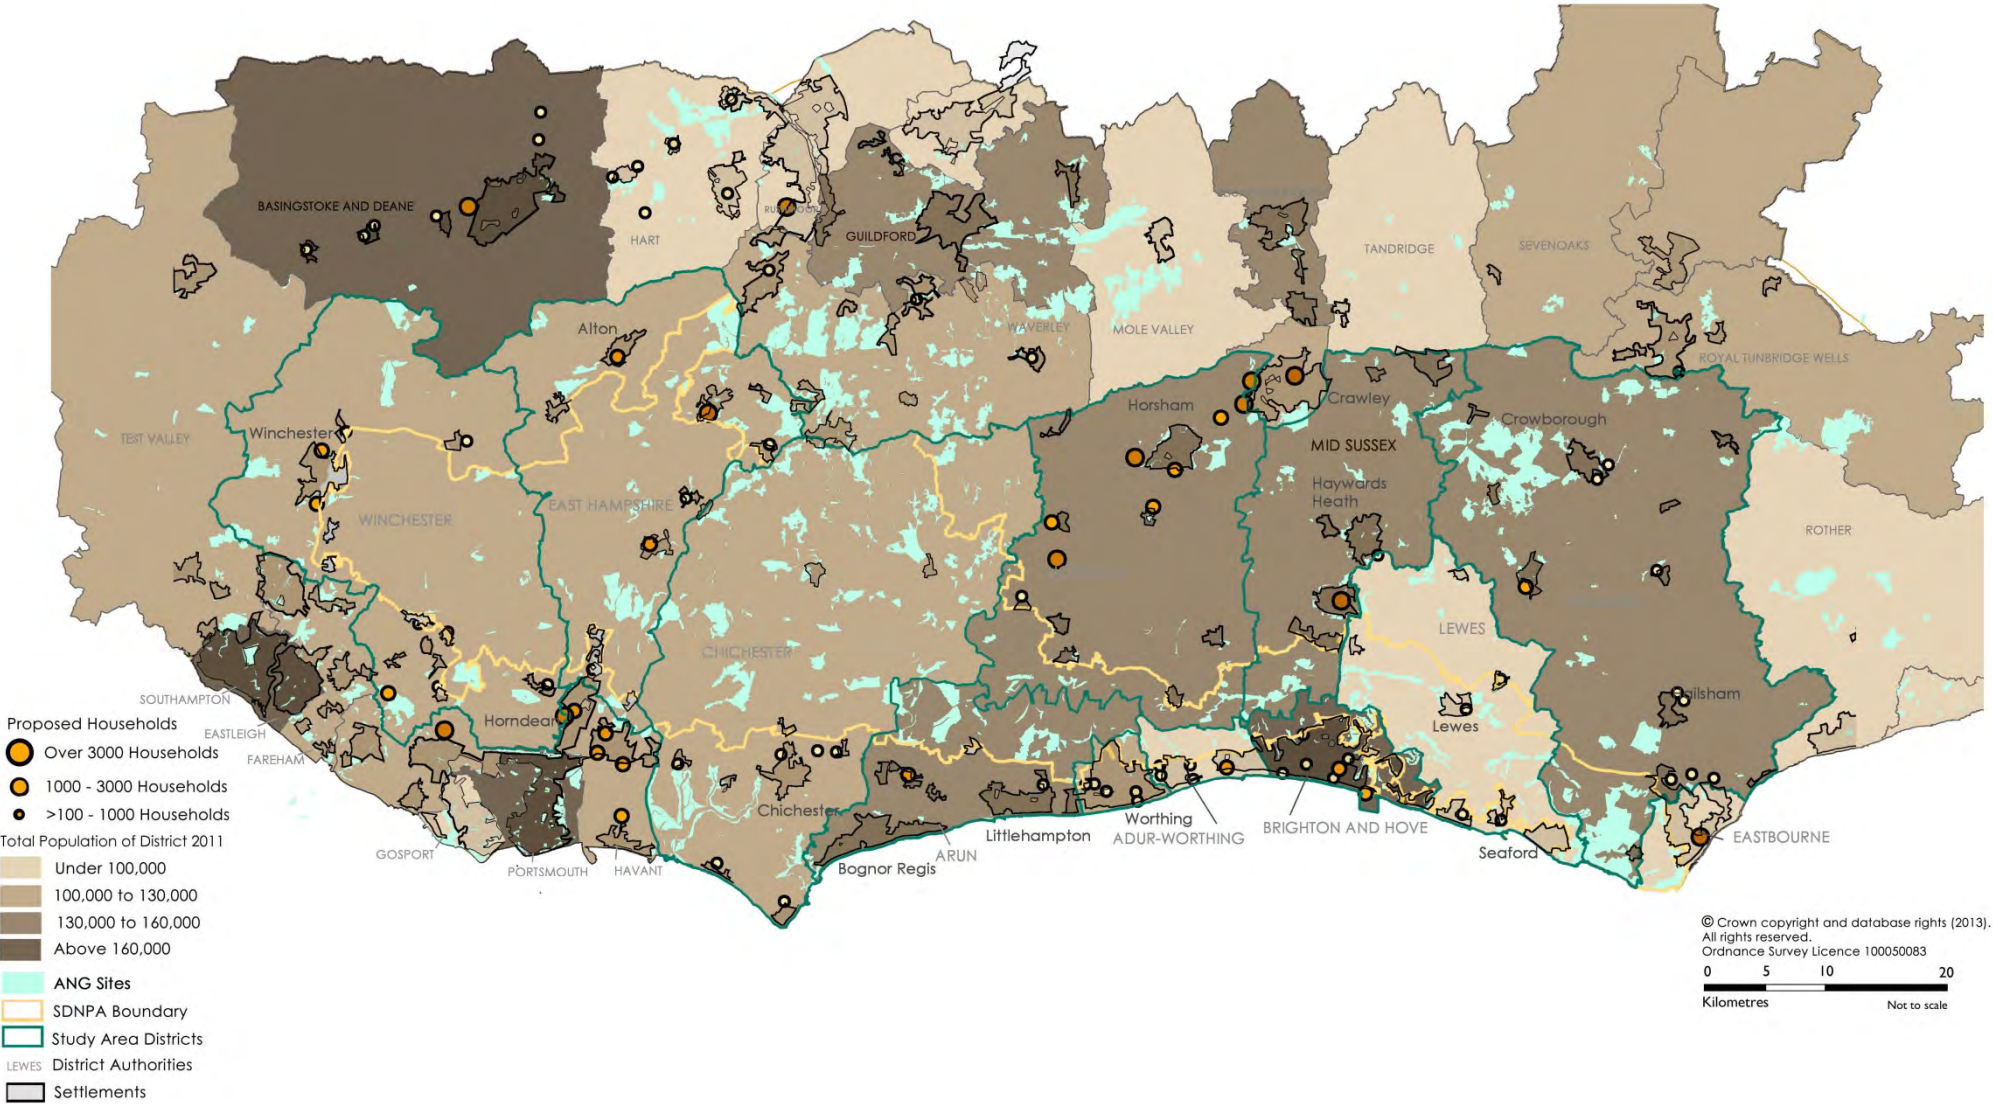 BASINGSTOKE AND DEANE
HART
GUILDFORD
TANDRIDGE
SEVENOAKS
Alton
WAVERLEY
MOLE VALLEY
ROYAL TUNBRIDGE WELLS
TEST VALLEY
Winchester
Horsham
Crawley
Crowborough
MID SUSSEX
Haywards
Heath
WINCHESTER
EAST HAMPSHIRE
ROTHER
LEWES
CHICHESTER
SOUTHAMPTON
EASTLEIGH
FAREHAM
Horndean
Lewes
Hailsham
Chichester
GOSPORT
PORTSMOUTH
HAVANT
Bognor Regis
ARUN
Littlehampton
Worthing
ADUR-WORTHING
BRIGHTON AND HOVE
Seaford
EASTBOURNE
Proposed Households
Over 3000 Households
1000 - 3000 Households
>100 - 1000 Households
Total Population of District 2011
Under 100,000
100,000 to 130,000
130,000 to 160,000
Above 160,000
ANG Sites
SDNPA Boundary
Study Area Districts
LEWES District Authorities
Settlements
© Crown copyright and database rights (2013).
All rights reserved.
Ordnance Survey Licence 100050083
0 5 10 20
Kilometres Not to scale